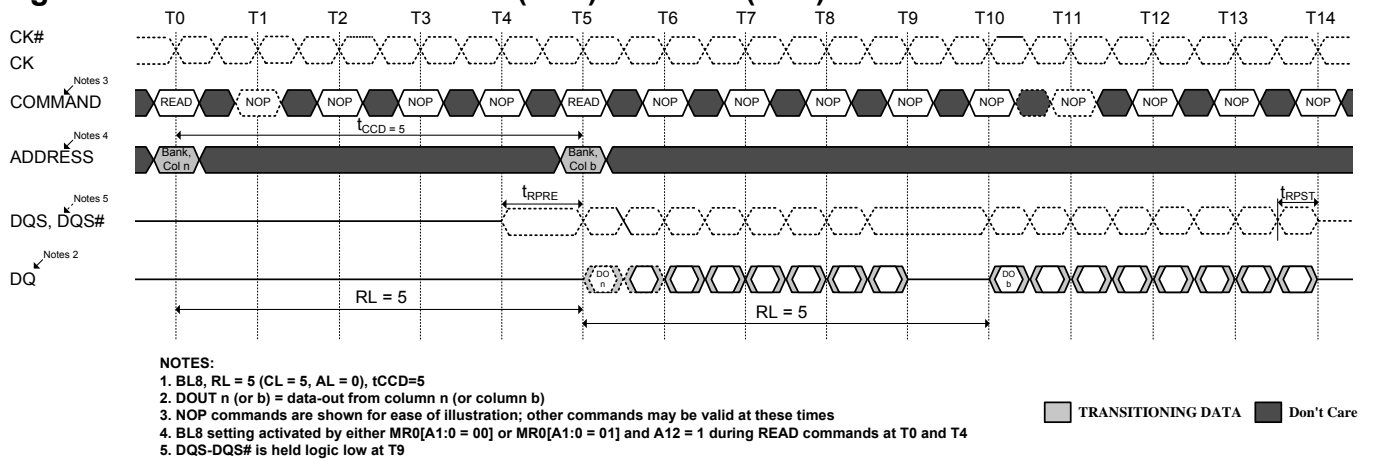 T0 T1 T2 T3 T4 T5 T6 T7 T8 T9 T10 T11 T12 T13 T14
CK#
CK
Notes 3
COMMAND READ NOP NOP NOP NOP READ NOP NOP NOP NOP NOP NOP NOP NOP NOP
tCCD = 5
Notes 4
ADDRESS
Bank, Col n
Bank, Col b
tRPRE
tRPST
Notes 5
DQS, DQS#
Notes 2
DQ
DO n
DO b
RL = 5
RL = 5
NOTES:
1. BL8, RL = 5 (CL = 5, AL = 0), tCCD=5
2. DOUT n (or b) = data-out from column n (or column b)
3. NOP commands are shown for ease of illustration; other commands may be valid at these times
4. BL8 setting activated by either MR0[A1:0 = 00] or MR0[A1:0 = 01] and A12 = 1 during READ commands at T0 and T4
5. DQS-DQS# is held logic low at T9
TRANSITIONING DATA
Don't Care